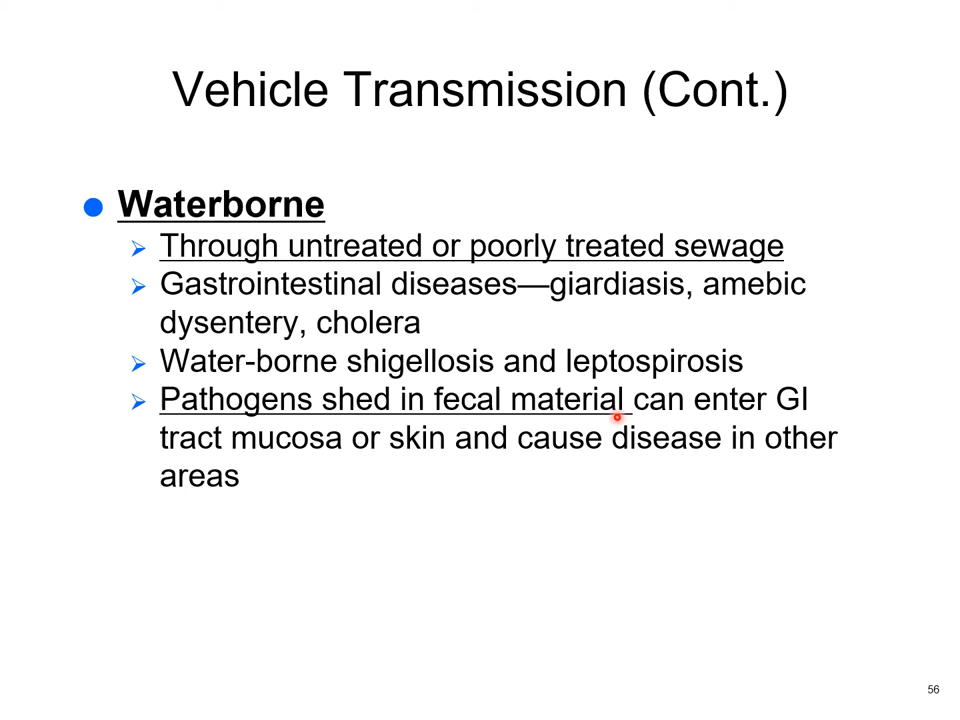 Vehicle Transmission (Cont.)
Waterborne
Through untreated or poorly treated sewage
Gastrointestinal diseases—giardiasis, amebic
dysentery, cholera
Water-borne shigellosis and leptospirosis
Pathogens shed in fecal material can enter GI
tract mucosa or skin and cause disease in other
areas
56